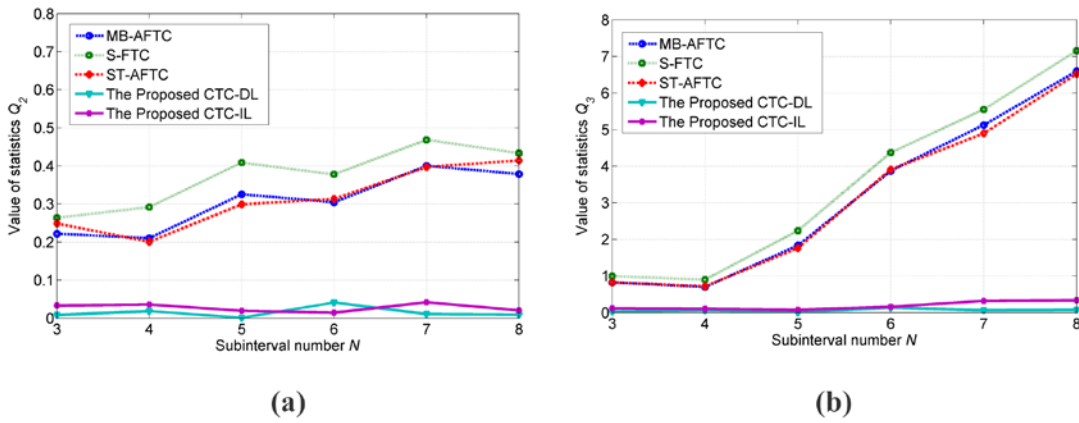 0.8
0.7
0.6
0.5
0.4
0.3
0.2
0.1
0
Value of statistics Q2
MB-AFTC
S-FTC
ST-AFTC
The Proposed CTC-DL
The Proposed CTC-IL
3 4 5 6 7 8
Subinterval number N
(a)
8
7
6
5
4
3
2
1
0
Value of statistics Q3
MB-AFTC
S-FTC
ST-AFTC
The Proposed CTC-DL
The Proposed CTC-IL
3 4 5 6 7 8
Subinterval number N
(b)